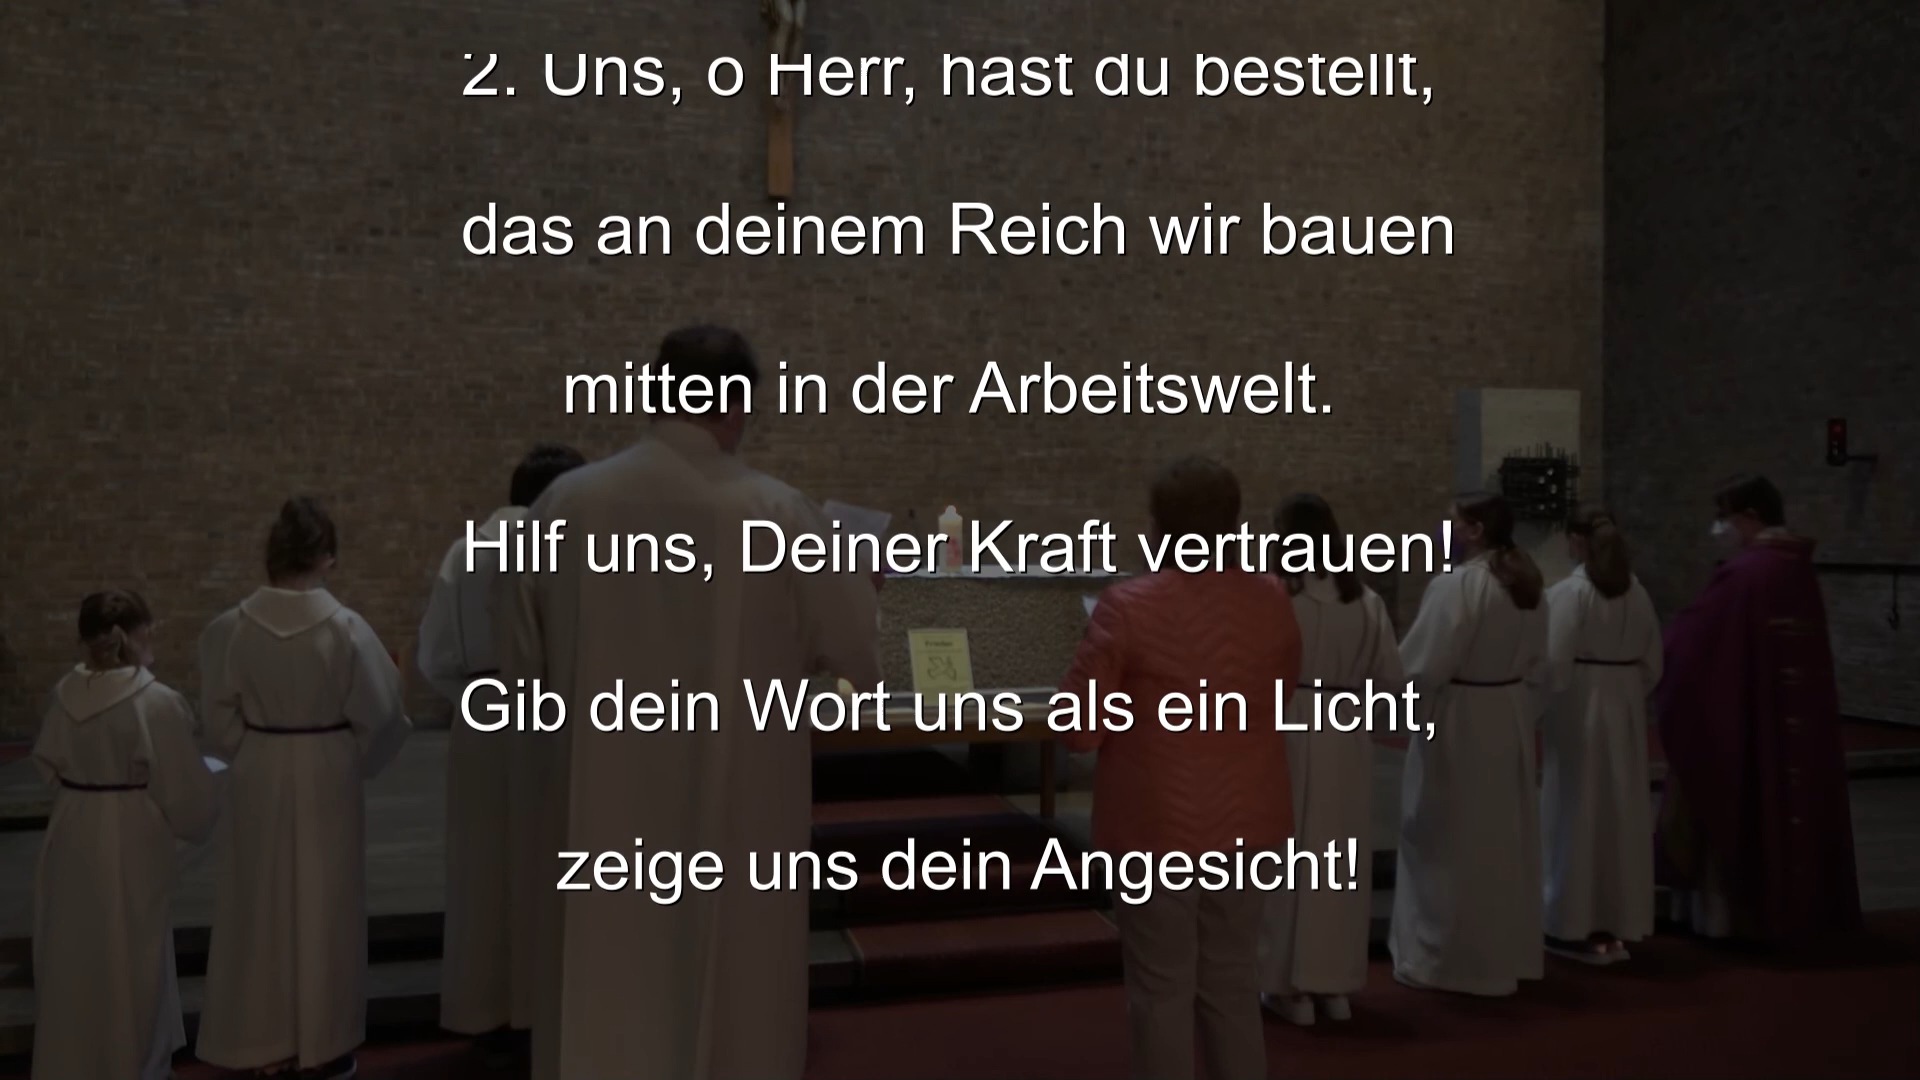 2. Uns, o Herr, hast du bestellt,
das an deinem Reich wir bauen
mitten in der Arbeitswelt.
Hilf uns, Deiner Kraft vertrauen!
Gib dein Wort uns als ein Licht,
zeige uns dein Angesicht!
Frieden